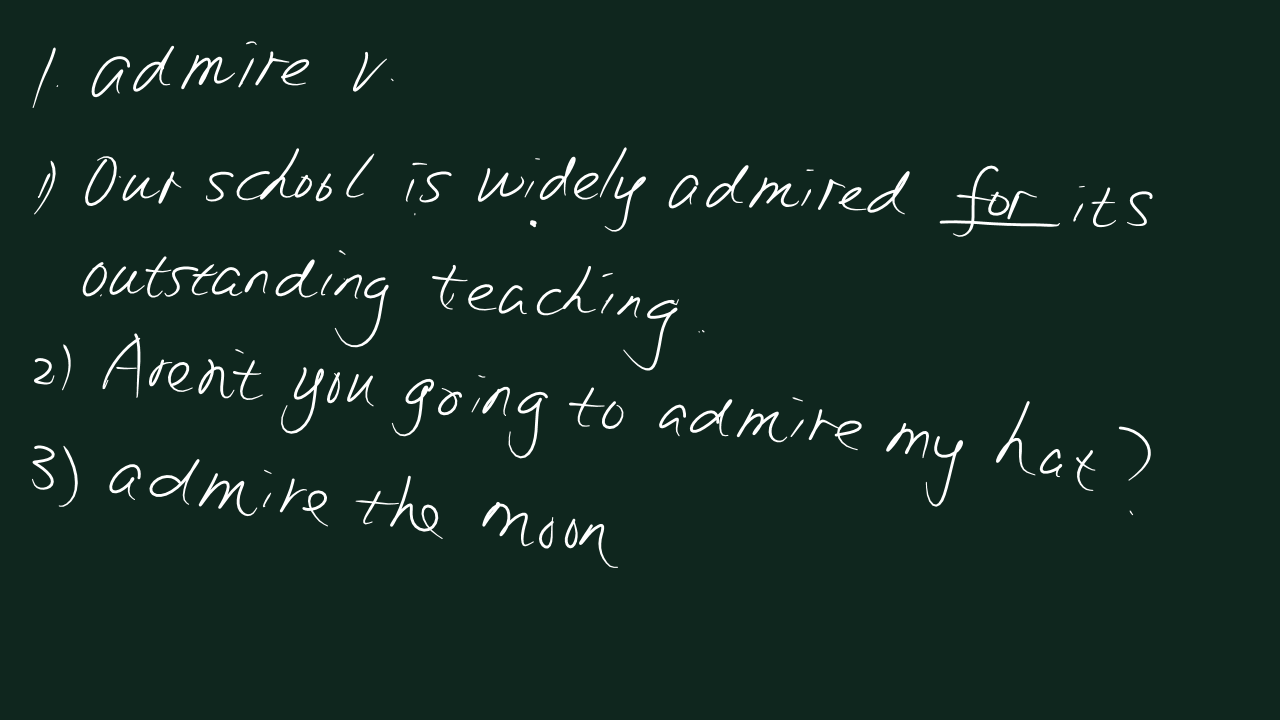 1. admire v.
1) Our school is widely admired for its
outstanding teaching.
2) Aren't you going to admire my hat?
3) admire the moon